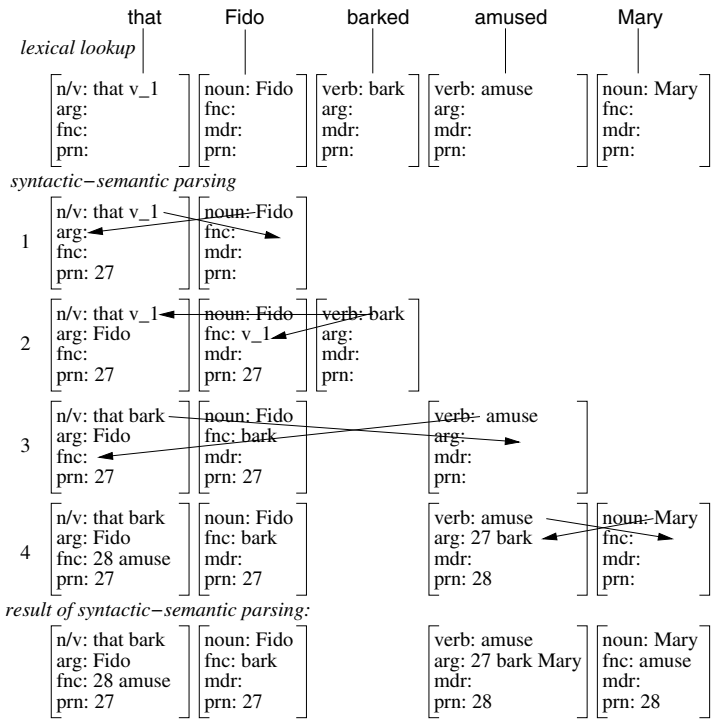 that Fido barked amused Mary
lexical lookup
n/v: that v_1 noun: Fido verb: bark verb: amuse noun: Mary
arg: fnc: arg: arg: fnc:
fnc: mdr: mdr: mdr: mdr:
prn: prn: prn: prn: prn:
syntactic−semantic parsing
n/v: that v_1 noun: Fido
1 arg: fnc:
fnc: mdr:
prn: 27 prn:
n/v: that v_1 noun: Fido verb: bark
2 arg: Fido fnc: v_1 arg:
fnc: mdr: mdr:
prn: 27 prn: 27 prn:
n/v: that bark noun: Fido verb: amuse
3 arg: Fido fnc: bark arg:
fnc: mdr: mdr:
prn: 27 prn: 27 prn:
n/v: that bark noun: Fido verb: amuse noun: Mary
4 arg: Fido fnc: bark arg: 27 bark fnc:
fnc: 28 amuse mdr: mdr: mdr:
prn: 27 prn: 27 prn: 28 prn:
result of syntactic−semantic parsing:
n/v: that bark noun: Fido verb: amuse noun: Mary
arg: Fido fnc: bark arg: 27 bark Mary fnc: amuse
fnc: 28 amuse mdr: mdr: mdr:
prn: 27 prn: 27 prn: 28 prn: 28